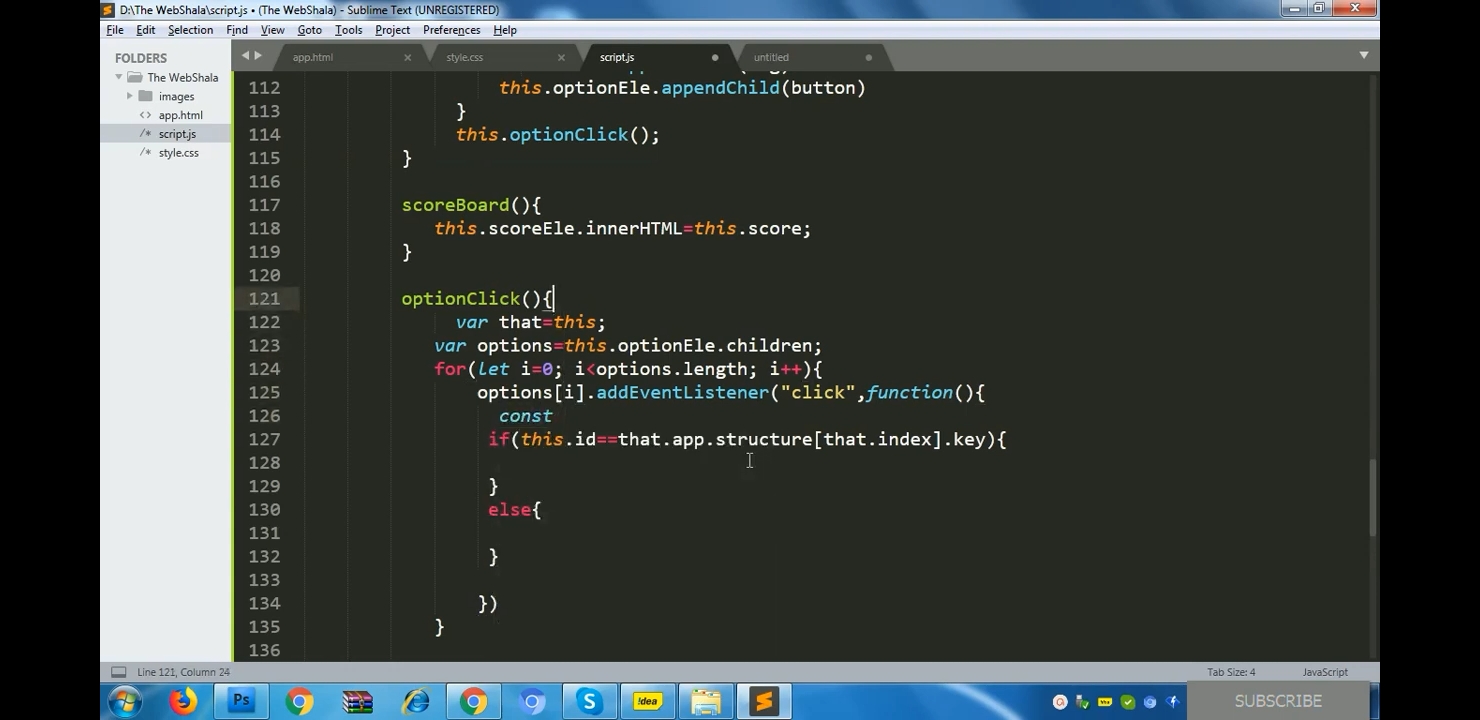 D:\The WebShala\script.js • (The WebShala) - Sublime Text (UNREGISTERED)
File Edit Selection Find View Goto Tools Project Preferences Help
FOLDERS
The WebShala
images
app.html
script.js
style.css
app.html style.css script.js untitled
112 this.optionEle.appendChild(button)
113 }
114 this.optionClick();
115 }
116
117 scoreBoard(){
118 this.scoreEle.innerHTML=this.score;
119 }
120
121 optionClick(){
122 var that=this;
123 var options=this.optionEle.children;
124 for(let i=0; i<options.length; i++){
125 options[i].addEventListener("click",function(){
126 const
127 if(this.id==that.app.structure[that.index].key){
128
129 }
130 else{
131
132 }
133
134 })
135 }
136
Line 121, Column 24 Tab Size: 4 JavaScript
Ps !dea SUBSCRIBE